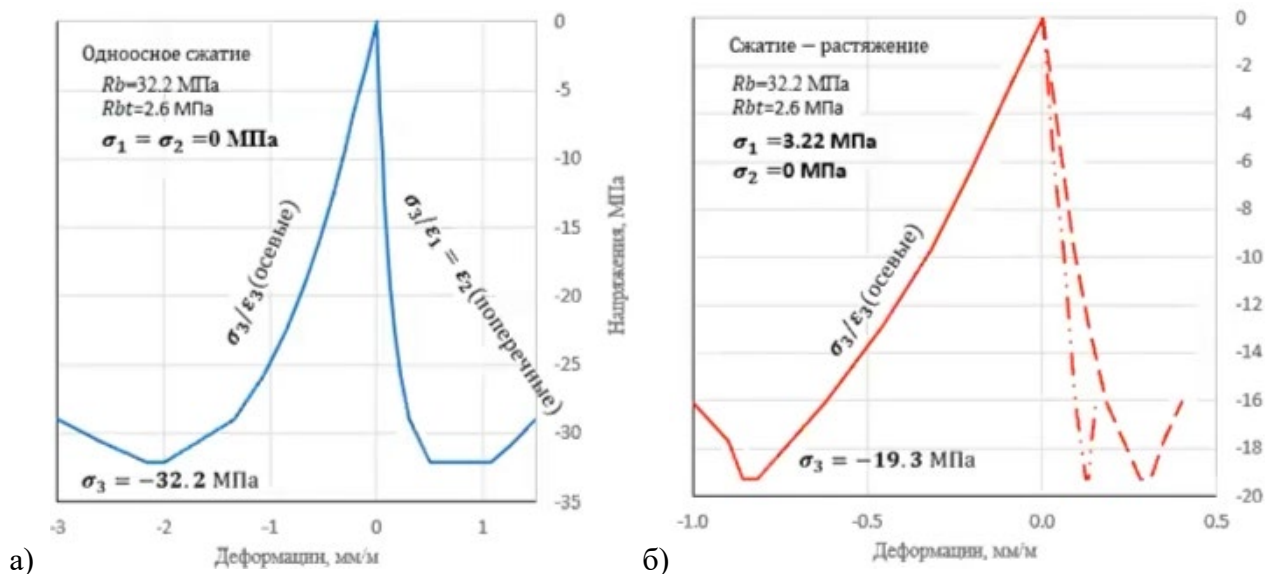 Одноосное сжатие
Rb=32.2 МПа
Rbt=2.6 МПа
σ₁ = σ₂ =0 МПа
σ₃/ε₃(осевые)
σ₃/ε₁ = ε₂(поперечные)
σ₃ = −32.2 МПа
0
-5
-10
-15
-20
-25
-30
-35
Напряжения, МПа
-3 -2 -1 0 1
Деформации, мм/м
а)
Сжатие – растяжение
Rb=32.2 МПа
Rbt=2.6 МПа
σ₁ =3.22 МПа
σ₂ =0 МПа
σ₃/ε₃(осевые)
σ₃ = −19.3 МПа
0
-2
-4
-6
-8
-10
-12
-14
-16
-18
-20
-1.0 -0.5 0.0 0.5
Деформации, мм/м
б)